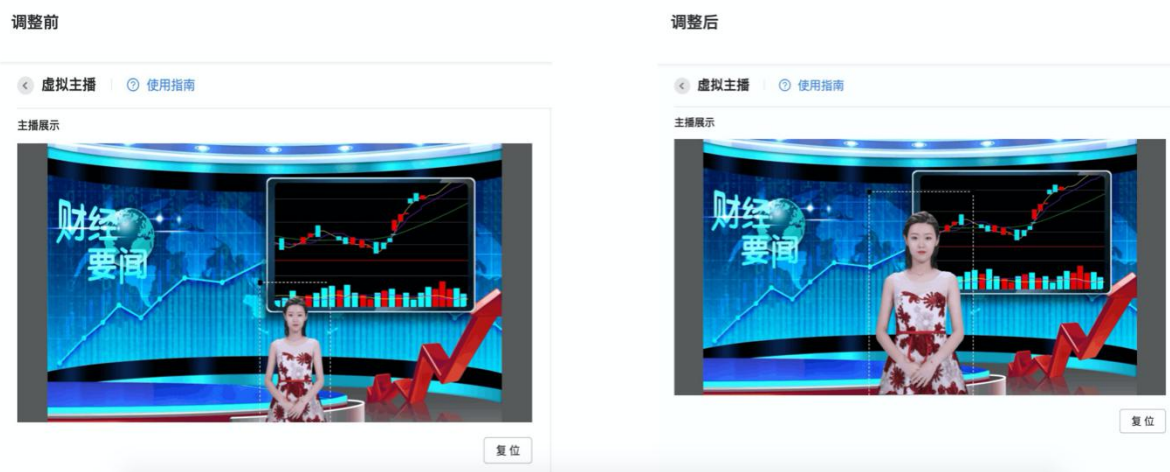 调整前
虚拟主播
使用指南
主播展示
财经
要闻
复位
调整后
虚拟主播
使用指南
主播展示
财经
要闻
复位